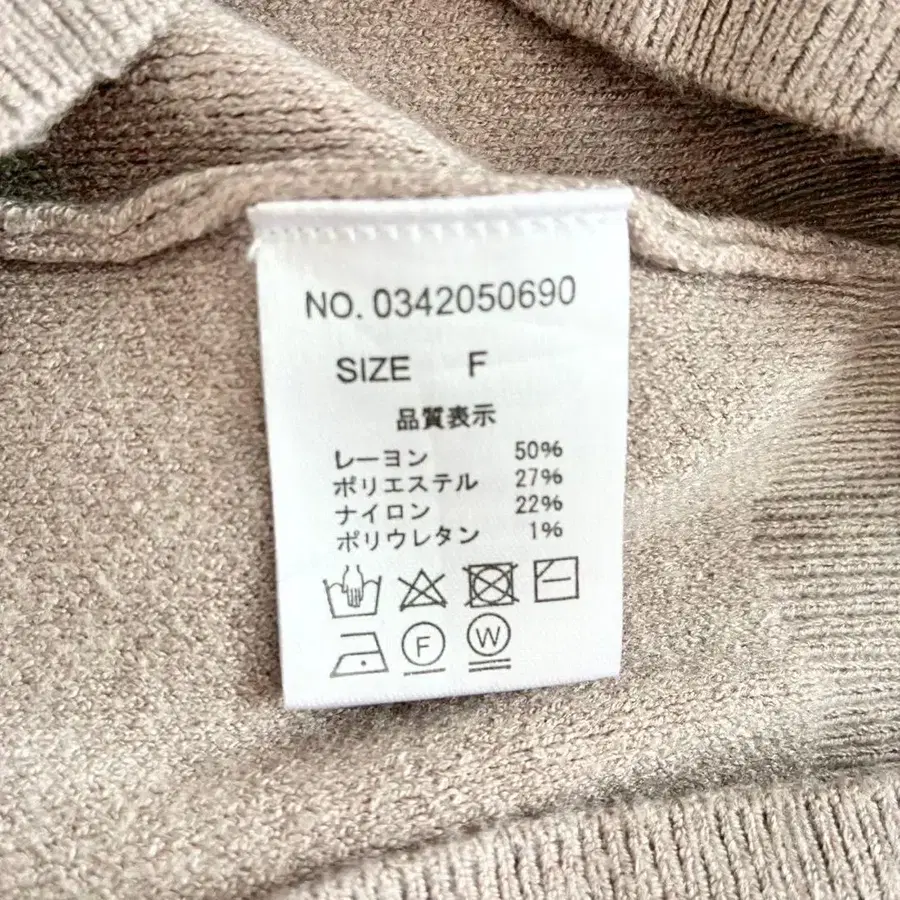 NO. 0342050690
SIZE F
品質表示
レーヨン 50%
ポリエステル 27%
ナイロン 22%
ポリウレタン 1%
F W